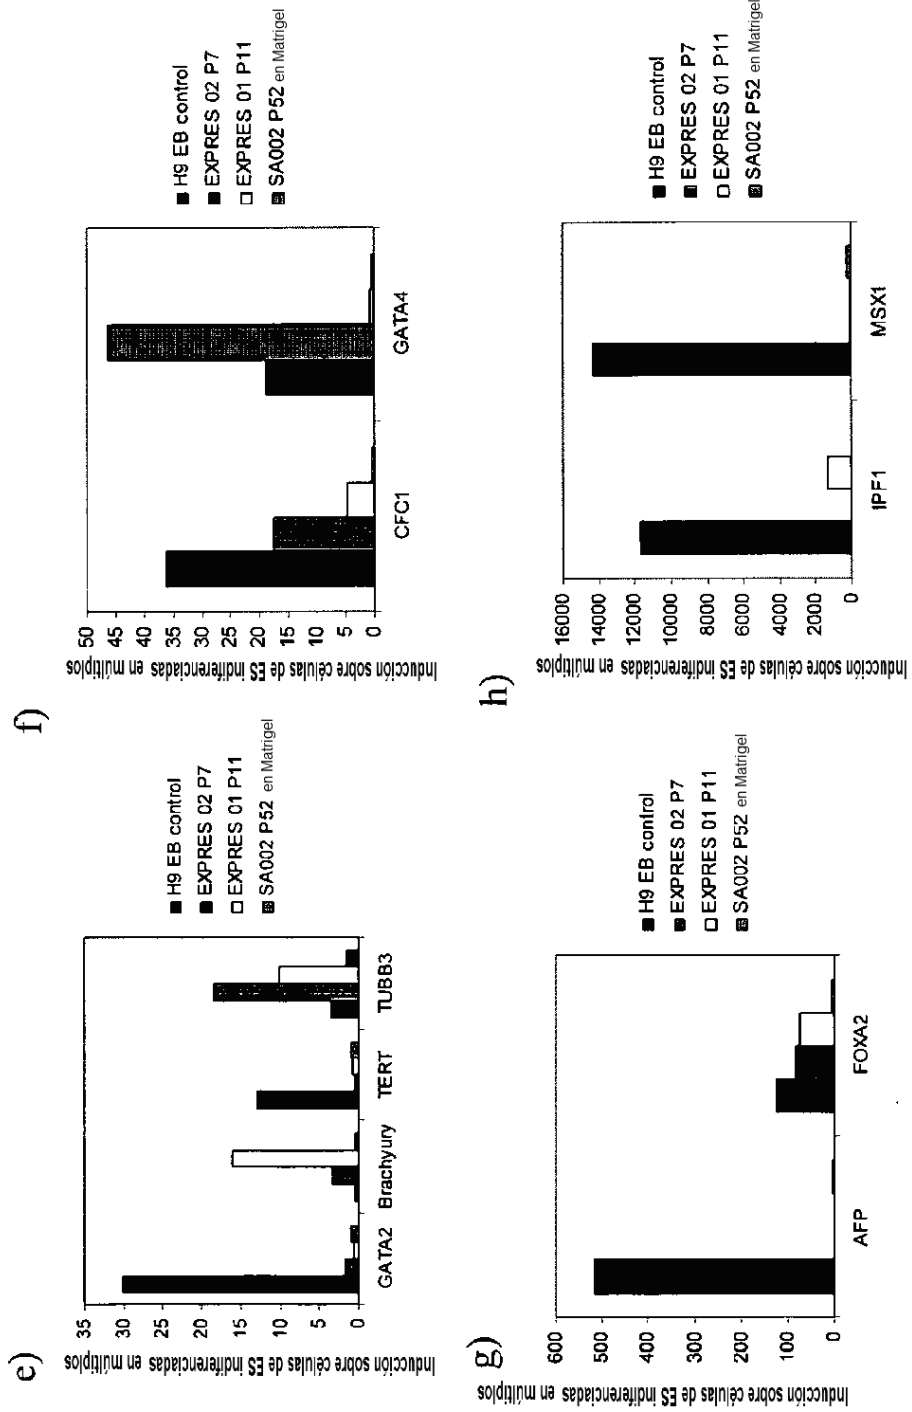 e)
Inducción sobre células de ES indiferenciadas
en múltiplos
35
30
25
20
15
10
5
0
GATA2
Brachyury
TERT
TUBB3
H9 EB control
EXPRES 02 P7
EXPRES 01 P11
SA002 P52 en Matrigel
f)
Inducción sobre células de ES indiferenciadas
en múltiplos
50
45
40
35
30
25
20
15
10
5
0
CFC1
GATA4
H9 EB control
EXPRES 02 P7
EXPRES 01 P11
SA002 P52 en Matrigel
g)
Inducción sobre células de ES indiferenciadas
en múltiplos
600
500
400
300
200
100
0
AFP
FOXA2
H9 EB control
EXPRES 02 P7
EXPRES 01 P11
SA002 P52 en Matrigel
h)
Inducción sobre células de ES indiferenciadas
en múltiplos
16000
14000
12000
10000
8000
6000
4000
2000
0
IPF1
MSX1
H9 EB control
EXPRES 02 P7
EXPRES 01 P11
SA002 P52 en Matrigel